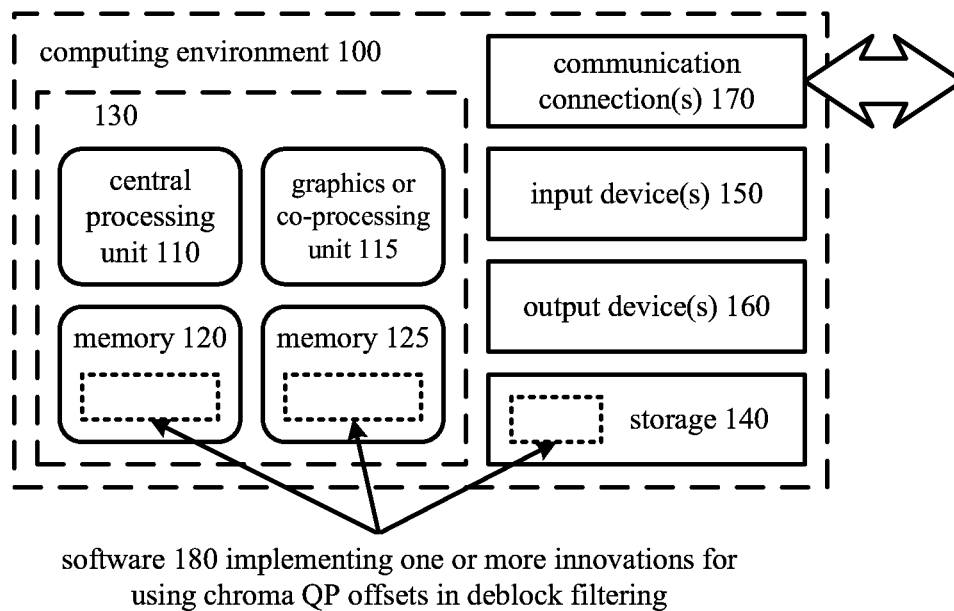 computing environment 100
130
central
processing
unit 110
graphics or
co-processing
unit 115
memory 120
memory 125
communication
connection(s) 170
input device(s) 150
output device(s) 160
storage 140
software 180 implementing one or more innovations for
using chroma QP offsets in deblock filtering